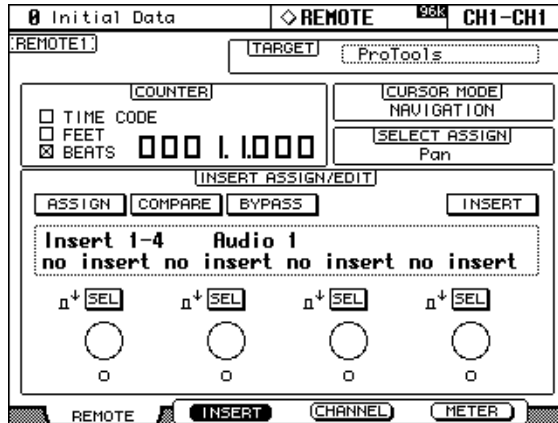 0 Initial Data ◇REMOTE 96K CH1-CH1
REMOTE1 TARGET ProTools
COUNTER
TIME CODE
FEET
BEATS 000 1. 1.000
CURSOR MODE
NAVIGATION
SELECT ASSIGN
Pan
INSERT ASSIGN/EDIT
ASSIGN COMPARE BYPASS INSERT
Insert 1-4 Audio 1
no insert no insert no insert no insert
SEL SEL SEL SEL
REMOTE INSERT CHANNEL METER